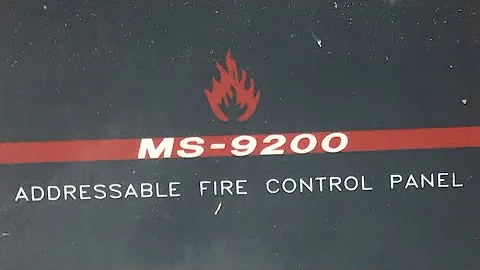 MS-9200
ADDRESSABLE FIRE CONTROL PANEL